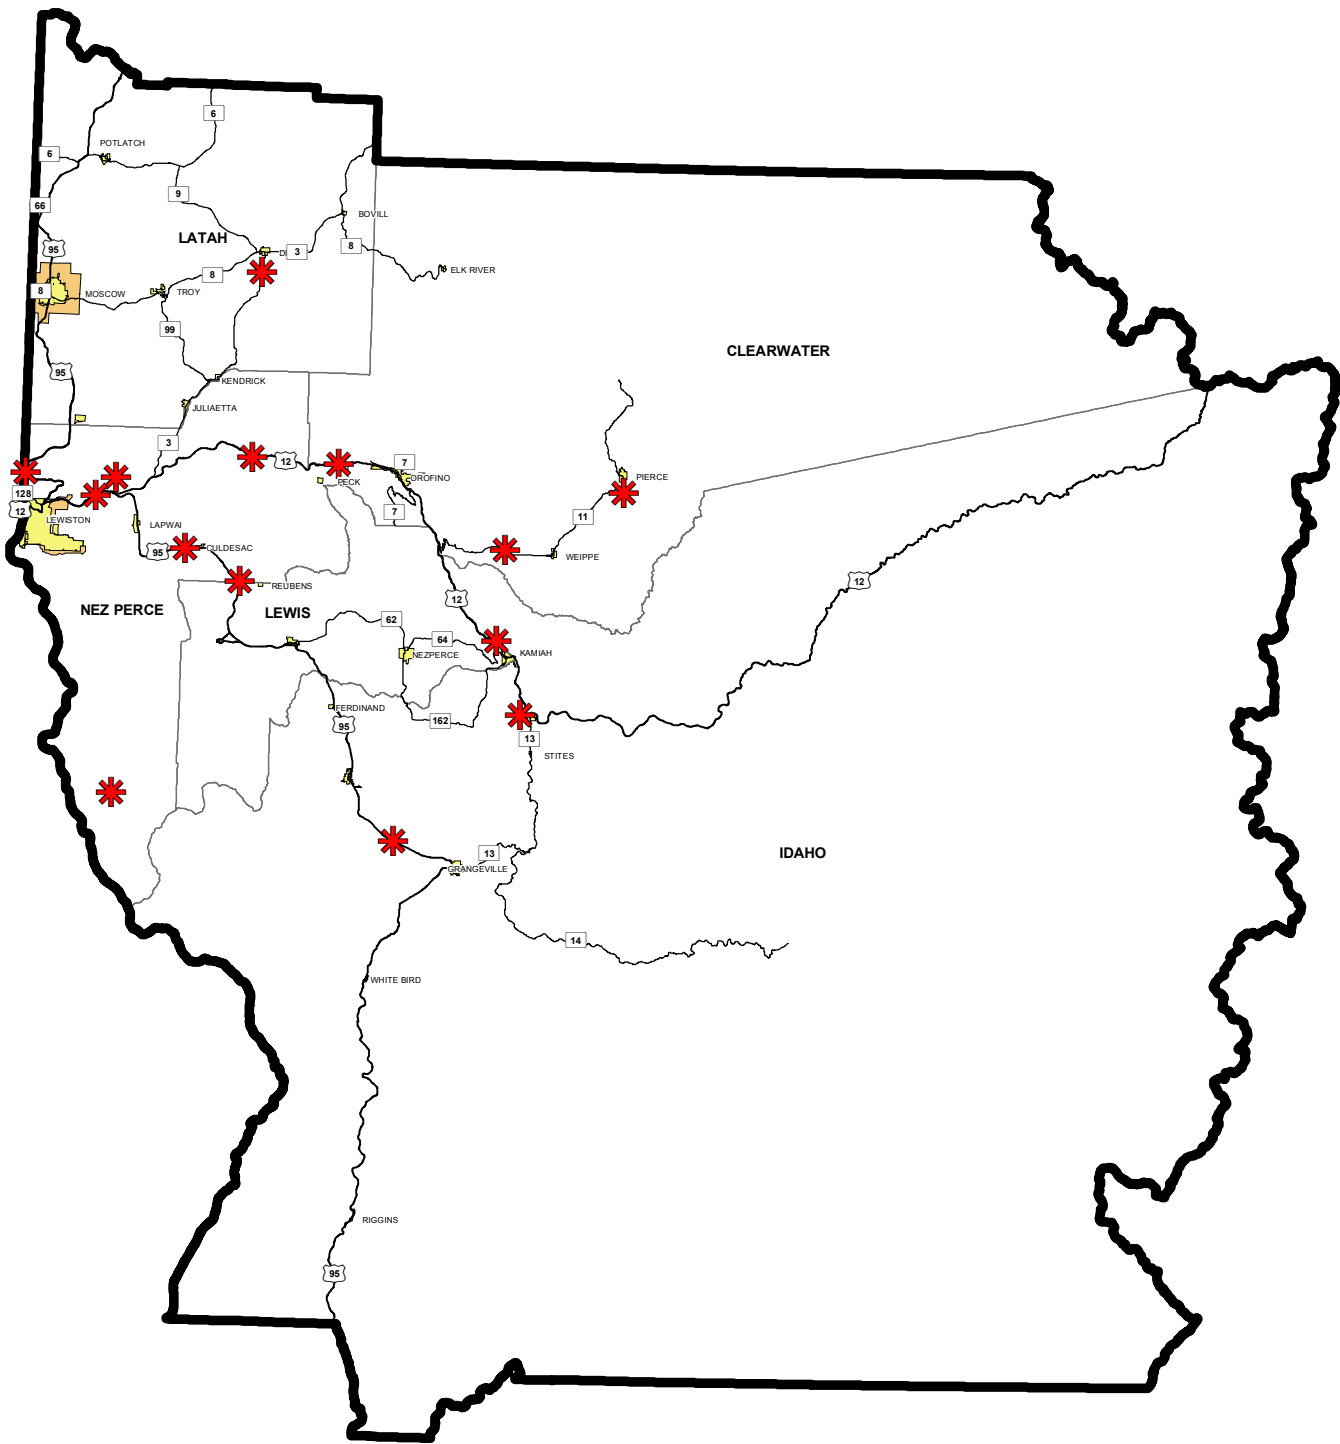 6
POTLATCH
6
9
66
BOVILL
LATAH
95
3
8
ELK RIVER
8
8
MOSCOW
TROY
99
CLEARWATER
95
KENDRICK
JULIAETTA
3
12
7
PECK
OROFINO
PIERCE
128
12
LEWISTON
7
11
LAPWAI
95
CULDESAC
WEIPPE
REUBENS
12
12
NEZ PERCE
LEWIS
62
64
NEZPERCE
KAMIAH
FERDINAND
95
162
13
STITES
13
IDAHO
GRANGEVILLE
14
WHITE BIRD
RIGGINS
95